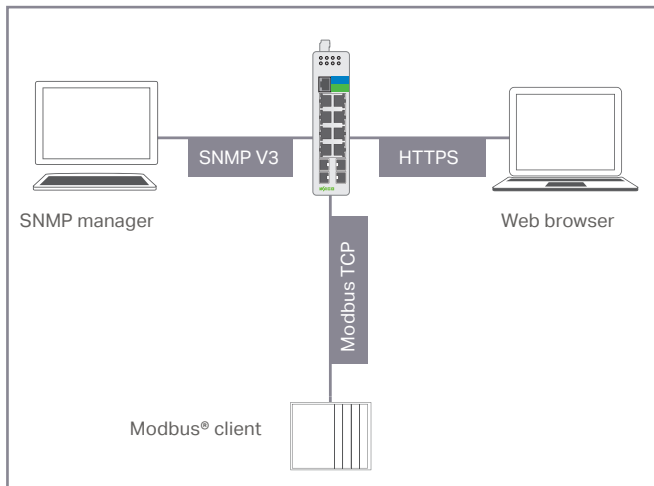 SNMP V3
HTTPS
SNMP manager
Web browser
Modbus TCP
Modbus® client